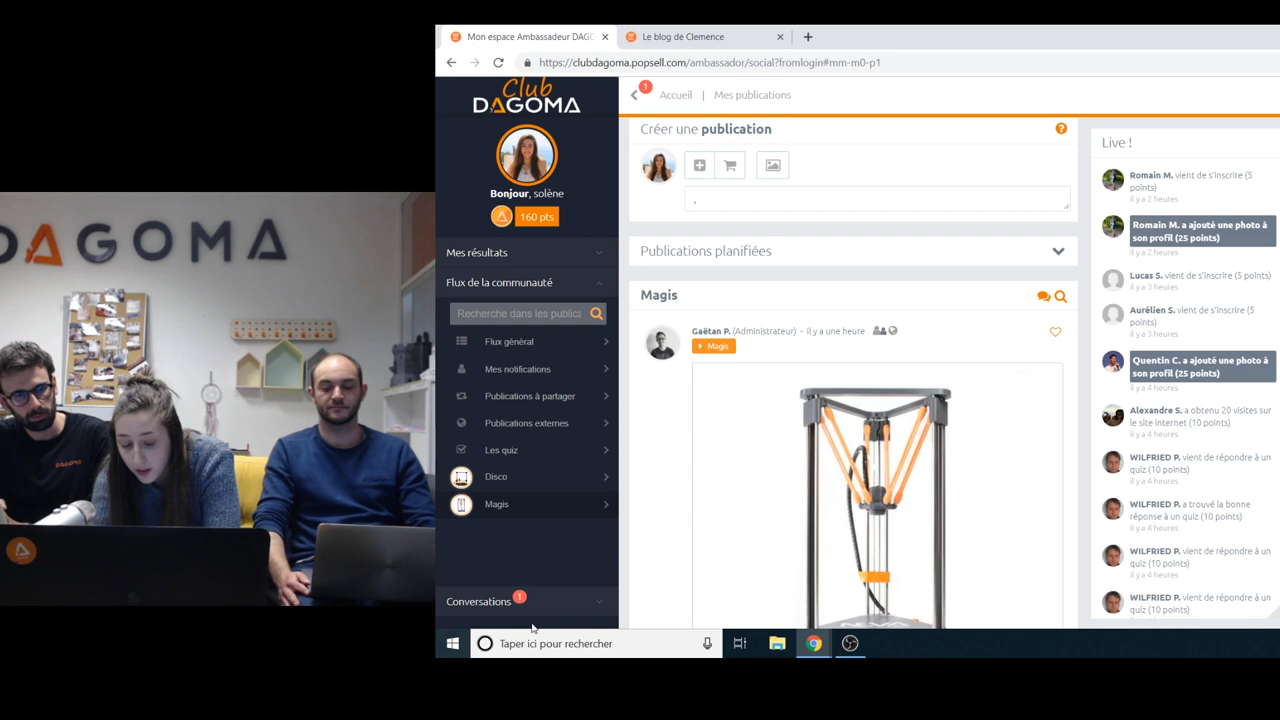 DAGOMA
DAGOMA
Mon espace Ambassadeur DAGO
Le blog de Clemence
https://clubdagoma.popsell.com/ambassador/social?fromlogin#mm-m0-p1
Club
DAGOMA
Bonjour, solène
160 pts
Mes résultats
Flux de la communauté
Recherche dans les publica
Flux général
Mes notifications
Publications à partager
Publications externes
Les quiz
Disco
Magis
Conversations
1
Taper ici pour rechercher
1
Accueil | Mes publications
Créer une publication
,
Publications planifiées
Magis
Gaëtan P. (Administrateur) - il y a une heure
Magis
Live !
Romain M. vient de s'inscrire (5
points)
il y a 2 heures
Romain M. a ajouté une photo à
son profil (25 points)
il y a 2 heures
Lucas S. vient de s'inscrire (5 points)
il y a 3 heures
Aurélien S. vient de s'inscrire (5
points)
il y a 3 heures
Quentin C. a ajouté une photo à
son profil (25 points)
il y a 4 heures
Alexandre S. a obtenu 20 visites sur
le site internet (10 points)
il y a 4 heures
WILFRIED P. vient de répondre à un
quiz (10 points)
il y a 4 heures
WILFRIED P. a trouvé la bonne
réponse à un quiz (10 points)
il y a 4 heures
WILFRIED P. vient de répondre à un
quiz (10 points)
il y a 4 heures
WILFRIED P. vient de répondre à un
quiz (10 points)